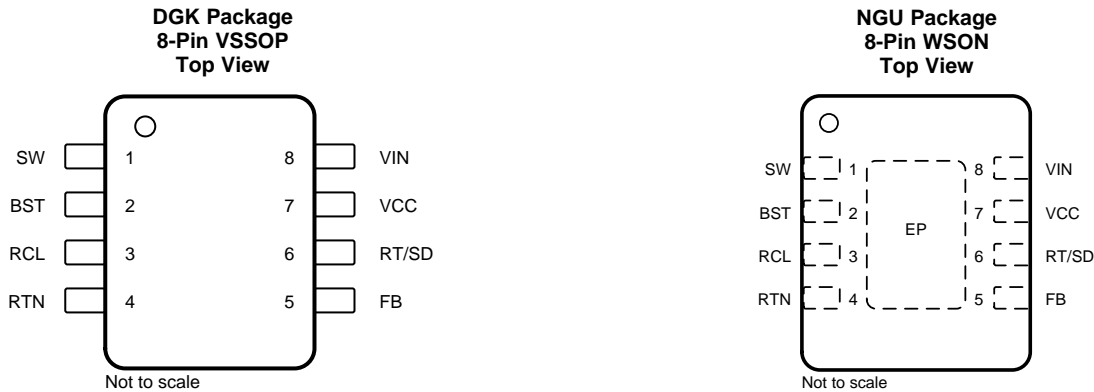 DGK Package
8-Pin VSSOP
Top View
SW 1 8 VIN
BST 2 7 VCC
RCL 3 6 RT/SD
RTN 4 5 FB
Not to scale
NGU Package
8-Pin WSON
Top View
SW 1 8 VIN
BST 2 7 VCC
EP
RCL 3 6 RT/SD
RTN 4 5 FB
Not to scale